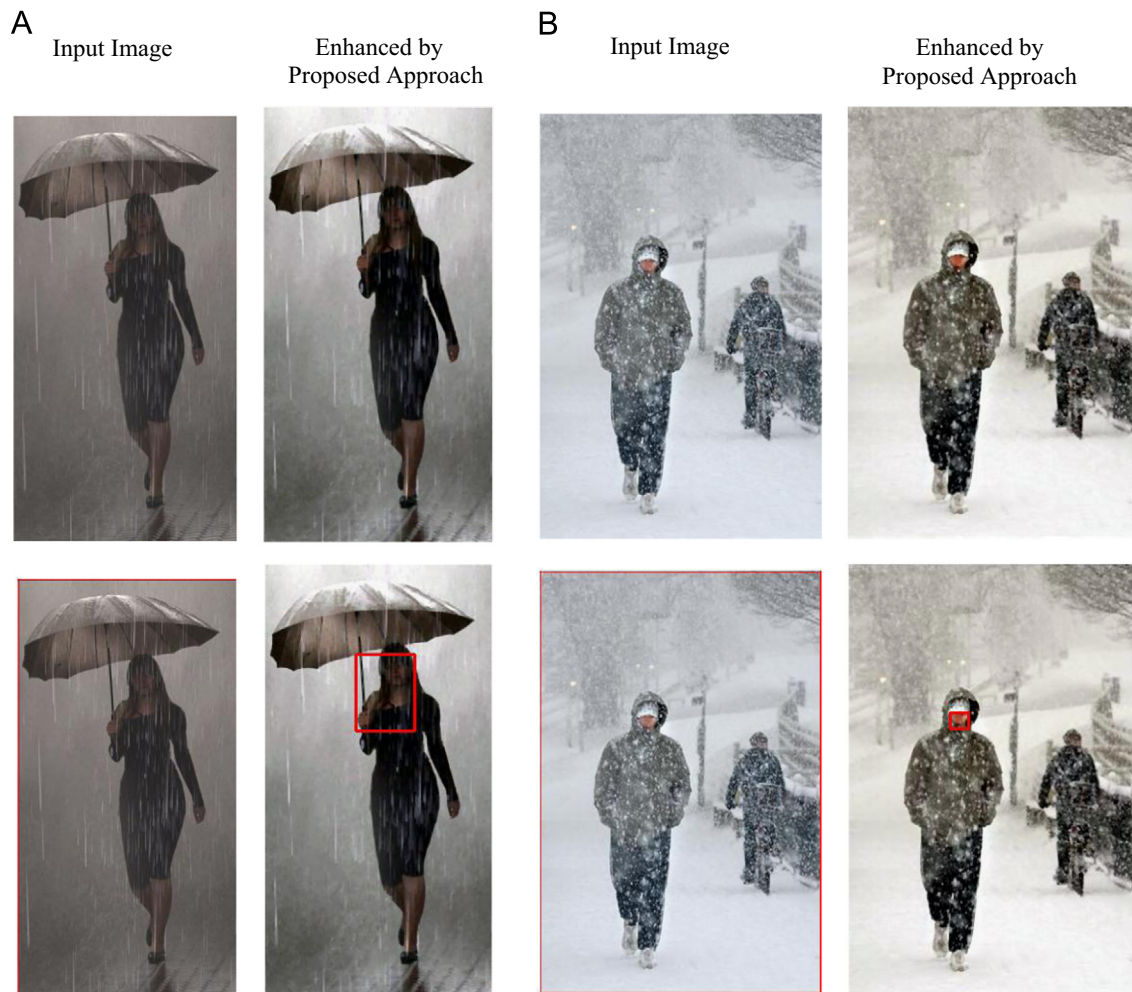 A
Input Image
Enhanced by
Proposed Approach
B
Input Image
Enhanced by
Proposed Approach